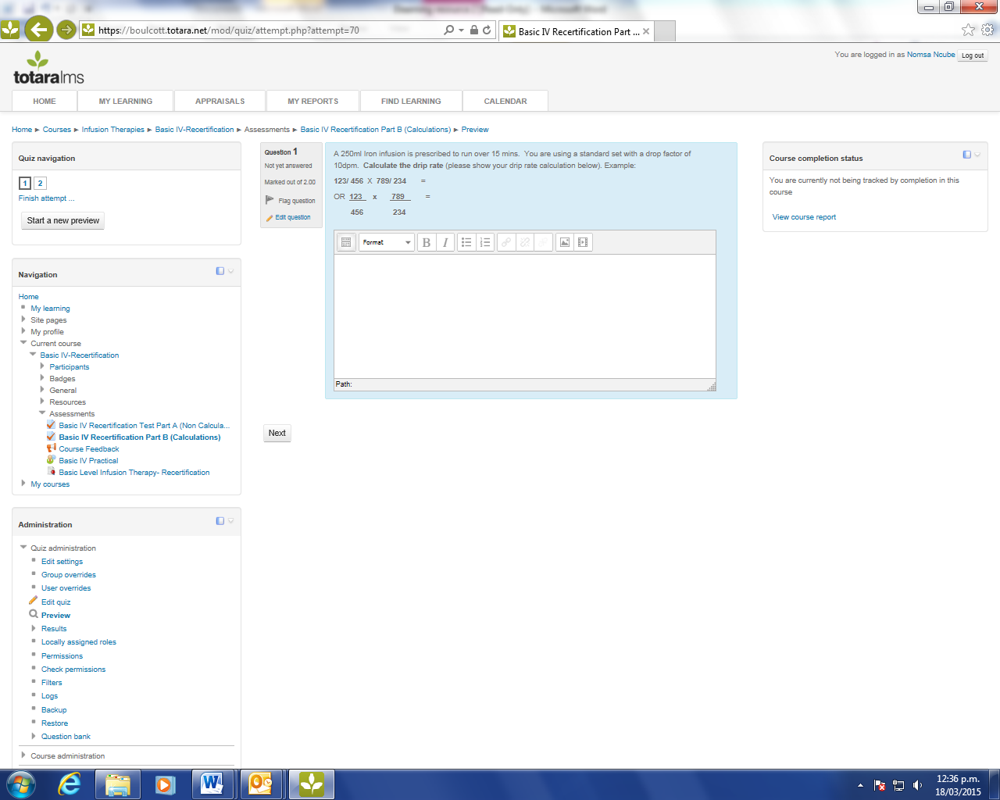 https://boulcott.totara.net/mod/quiz/attempt.php?attempt=70
Basic IV Recertification Part ...
You are logged in as Nomsa Ncube Log out
totaralms
HOME MY LEARNING APPRAISALS MY REPORTS FIND LEARNING CALENDAR
Home ► Courses ► Infusion Therapies ► Basic IV-Recertification ► Assessments ► Basic IV Recertification Part B (Calculations) ► Preview
Quiz navigation
1 2
Finish attempt ...
Start a new preview
Question 1
Not yet answered
Marked out of 2.00
Flag question
Edit question
A 250ml Iron infusion is prescribed to run over 15 mins. You are using a standard set with a drop factor of
10dpm. Calculate the drip rate (please show your drip rate calculation below). Example:
123/ 456 X 789/ 234 =
OR 123 x 789 =
456 234
Format B I
Path:
Next
Course completion status
You are currently not being tracked by completion in this
course
View course report
Navigation
Home
My learning
Site pages
My profile
Current course
Basic IV-Recertification
Participants
Badges
General
Resources
Assessments
Basic IV Recertification Test Part A (Non Calcula...
Basic IV Recertification Part B (Calculations)
Course Feedback
Basic IV Practical
Basic Level Infusion Therapy- Recertification
My courses
Administration
Quiz administration
Edit settings
Group overrides
User overrides
Edit quiz
Preview
Results
Locally assigned roles
Permissions
Check permissions
Filters
Logs
Backup
Restore
Question bank
Course administration
12:36 p.m.
18/03/2015